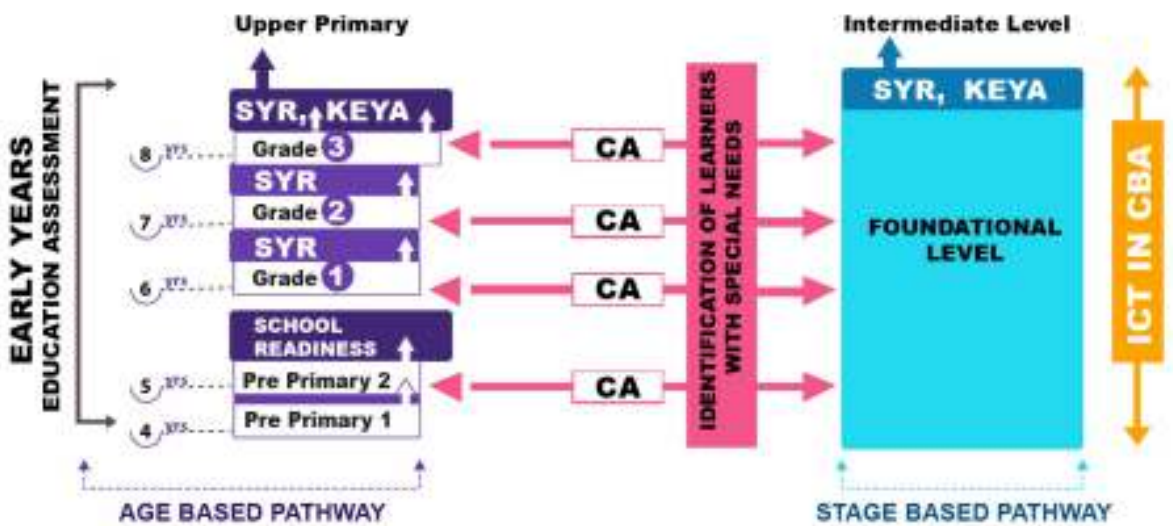 Upper Primary
Intermediate Level
EARLY YEARS
EDUCATION ASSESSMENT
SYR, KEYA
8 yrs
Grade 3
SYR
7 yrs
Grade 2
SYR
6 yrs
Grade 1
SCHOOL
READINESS
5 yrs
Pre Primary 2
4 yrs
Pre Primary 1
AGE BASED PATHWAY
CA
CA
CA
CA
IDENTIFICATION OF LEARNERS
WITH SPECIAL NEEDS
SYR, KEYA
FOUNDATIONAL
LEVEL
STAGE BASED PATHWAY
ICT IN CBA